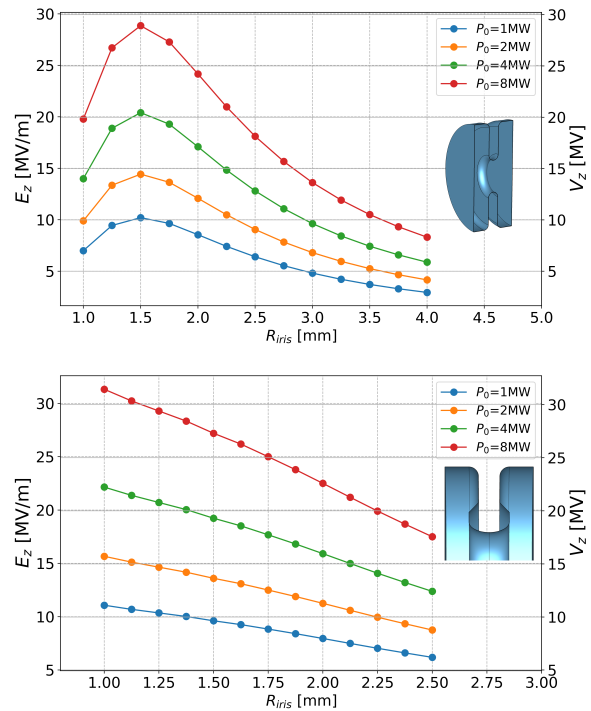 30
25
20
15
10
5
E_z [MV/m]
30
25
20
15
10
5
V_z [MV]
P_0=1MW
P_0=2MW
P_0=4MW
P_0=8MW
1.0 1.5 2.0 2.5 3.0 3.5 4.0 4.5 5.0
R_iris [mm]
30
25
20
15
10
5
E_z [MV/m]
30
25
20
15
10
5
V_z [MV]
P_0=1MW
P_0=2MW
P_0=4MW
P_0=8MW
1.00 1.25 1.50 1.75 2.00 2.25 2.50 2.75 3.00
R_iris [mm]